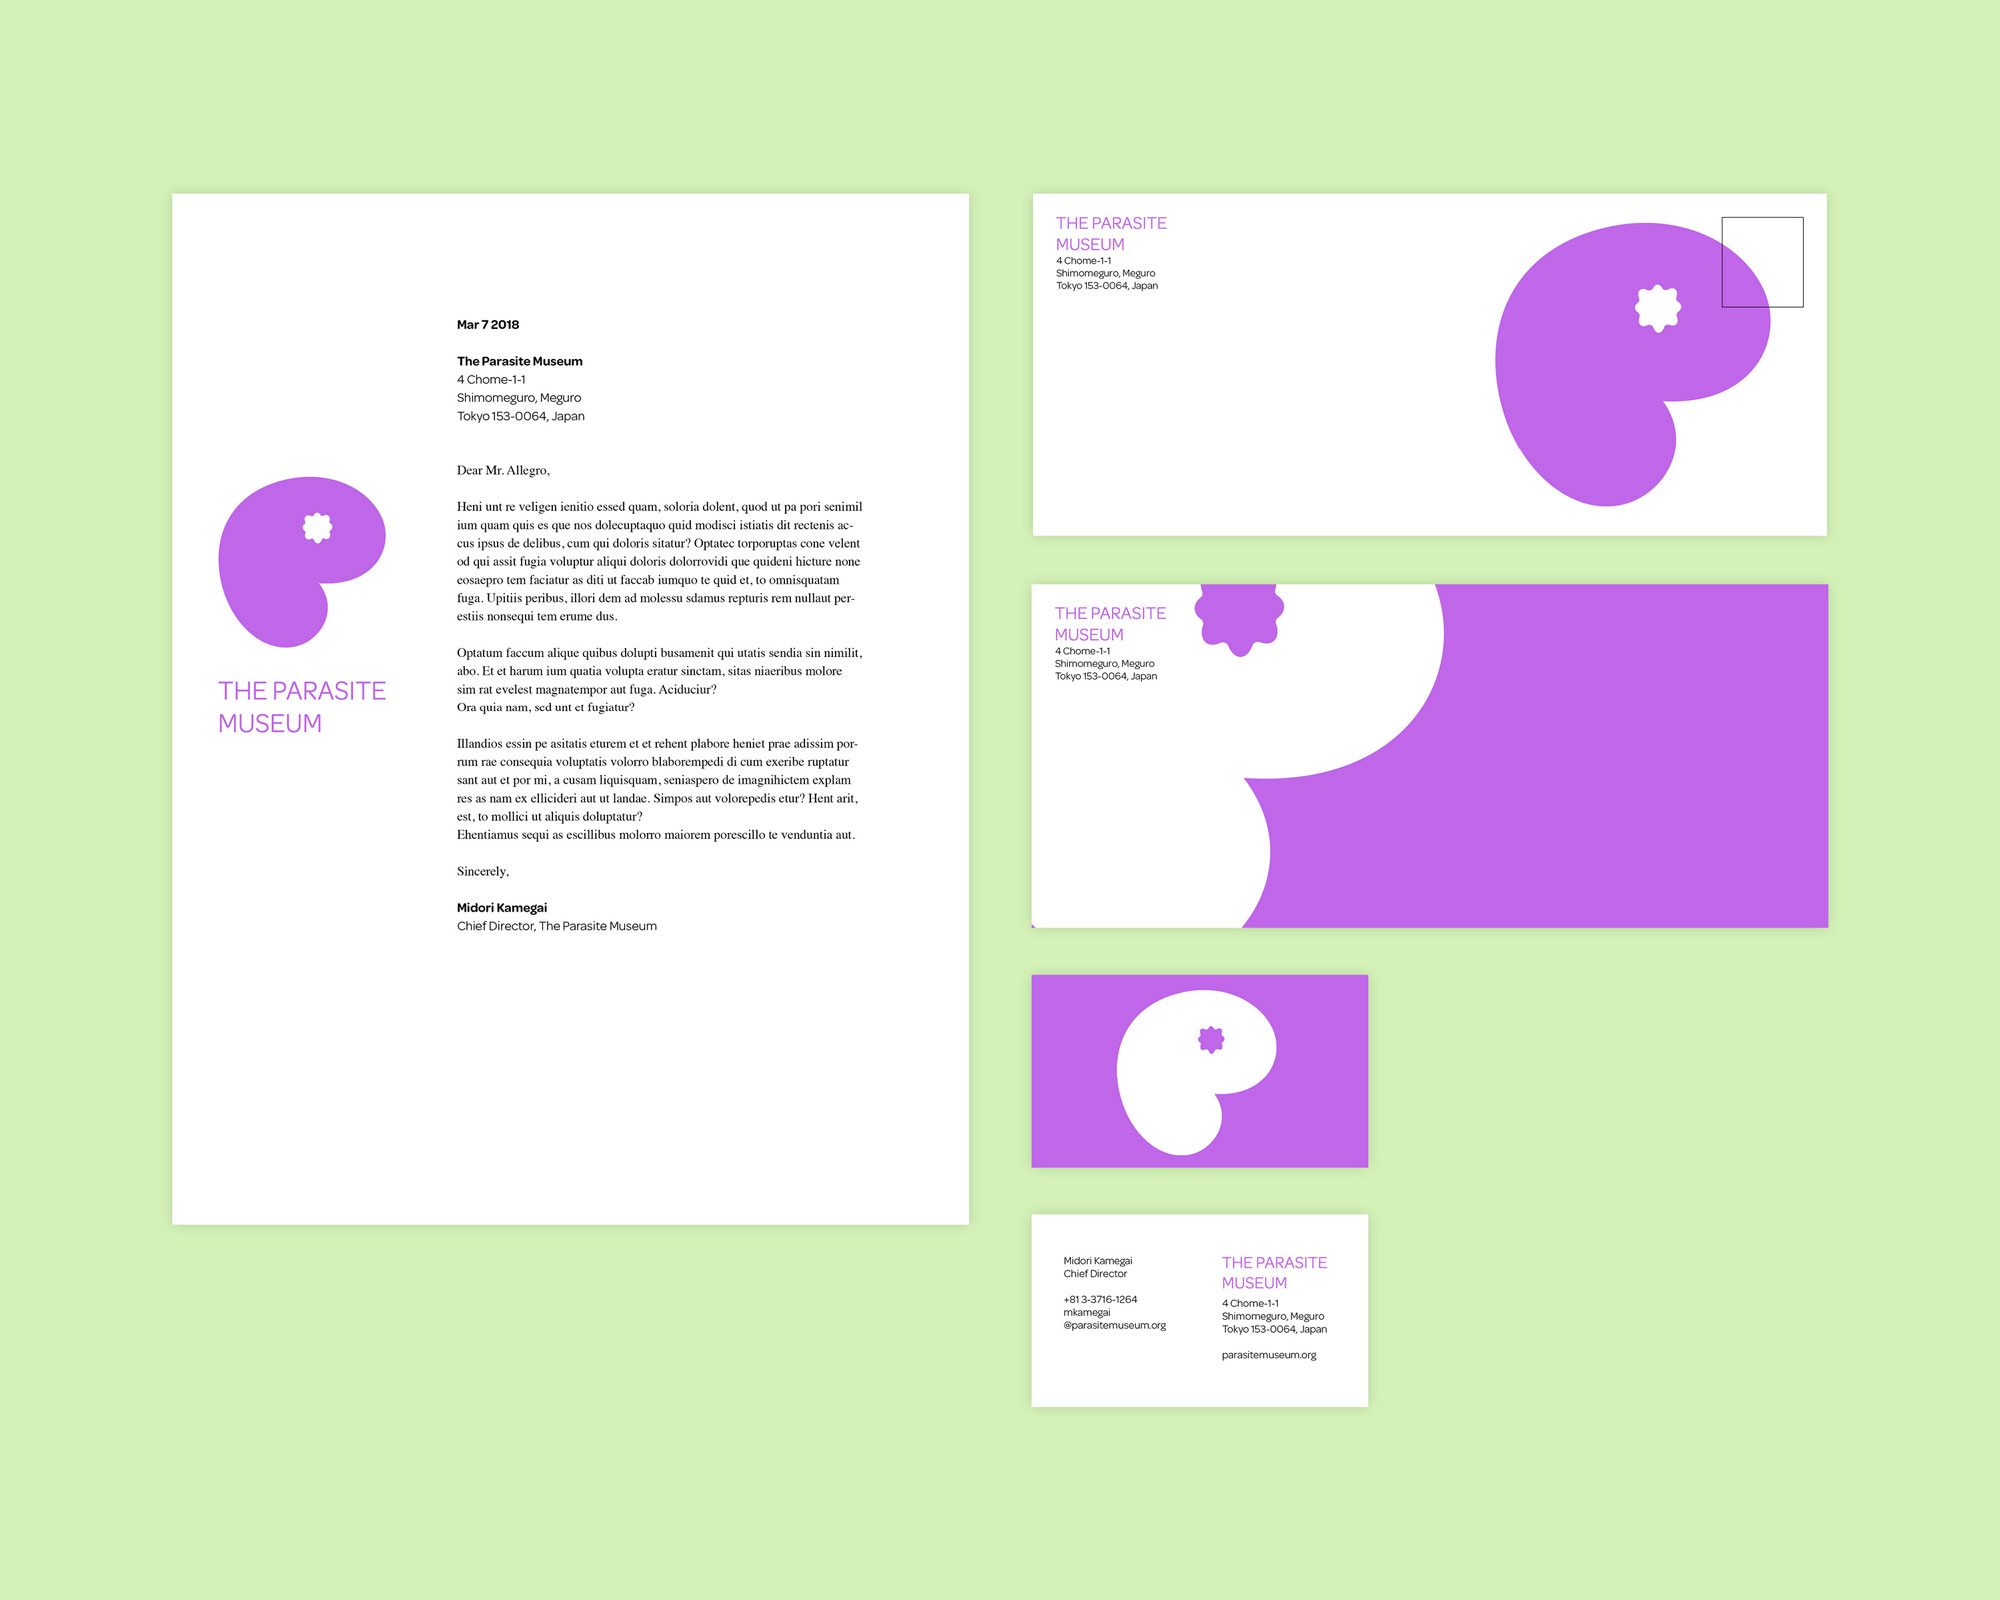 Mar 7 2018
The Parasite Museum
4 Chome-1-1
Shimomeguro, Meguro
Tokyo 153-0064, Japan
Dear Mr. Allegro,
Heni unt re veligen ienitio essed quam, soloria dolent, quod ut pa pori senimil
ium quam quis es que nos dolecuptaquo quid modisci istiatis dit rectenis ac-
cus ipsus de delibus, cum qui doloris sitatur? Optatec torporuptas cone velent
od qui assit fugia voluptur aliqui doloris dolorrovidi que quideni hicture none
eosaepro tem faciatur as diti ut faccab iumquo te quid et, to omnisquatam
fuga. Upitiis peribus, illori dem ad molessu sdamus repturis rem nullaut per-
estiis nonsequi tem erume dus.
Optatum faccum alique quibus dolupti busamenit qui utatis sendia sin nimilit,
abo. Et et harum ium quatia volupta eratur sinctam, sitas niaeribus molore
sim rat evelest magnatempor aut fuga. Aciduciur?
Ora quia nam, sed unt et fugiatur?
Illandios essin pe asitatis eturem et et rehent plabore heniet prae adissim por-
rum rae consequia voluptatis volorro blaborempedi di cum exeribe ruptatur
sant aut et por mi, a cusam liquisquam, seniaspero de imagnihictem explam
res as nam ex ellicideri aut ut landae. Simpos aut volorepedis etur? Hent arit,
est, to mollici ut aliquis doluptatur?
Ehentiamus sequi as escillibus molorro maiorem porescillo te venduntia aut.
Sincerely,
Midori Kamegai
Chief Director, The Parasite Museum
THE PARASITE
MUSEUM
THE PARASITE
MUSEUM
4 Chome-1-1
Shimomeguro, Meguro
Tokyo 153-0064, Japan
THE PARASITE
MUSEUM
4 Chome-1-1
Shimomeguro, Meguro
Tokyo 153-0064, Japan
Midori Kamegai
Chief Director
+81 3-3716-1264
mkamegai
@parasitemuseum.org
THE PARASITE
MUSEUM
4 Chome-1-1
Shimomeguro, Meguro
Tokyo 153-0064, Japan
parasitemuseum.org